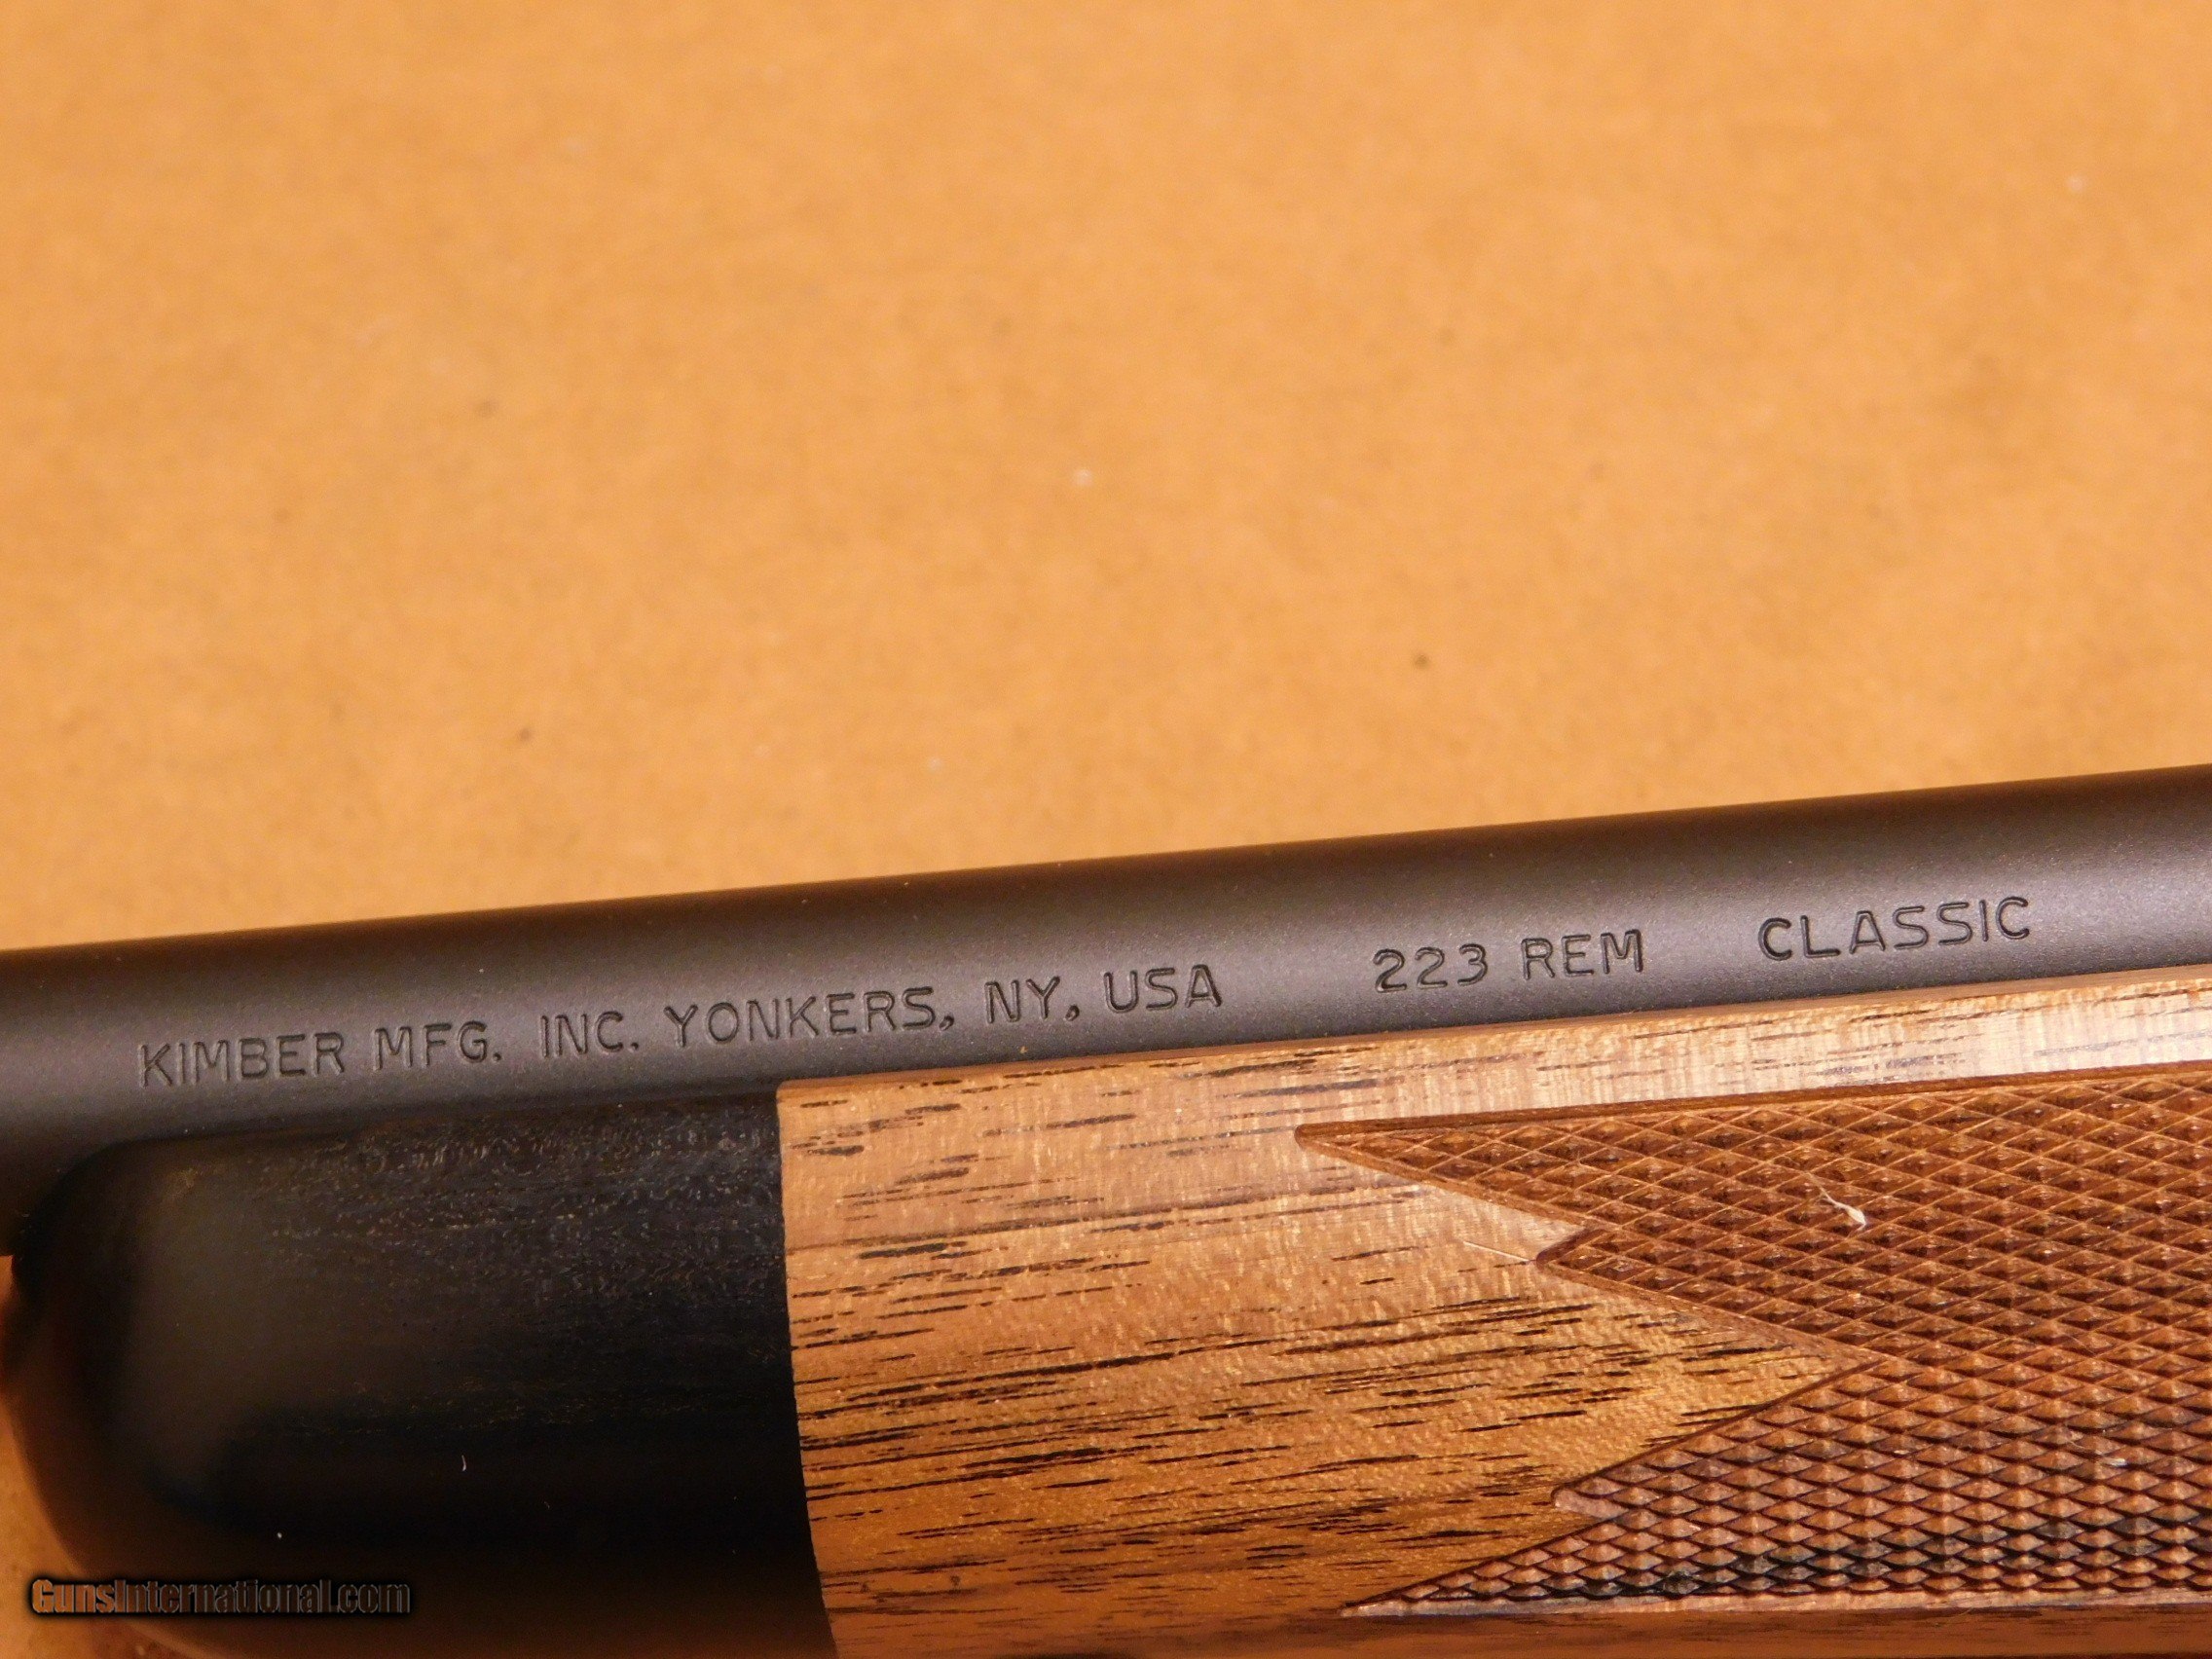 KIMBER MFG. INC. YONKERS, NY, USA 223 REM CLASSIC
GunsInternational.com